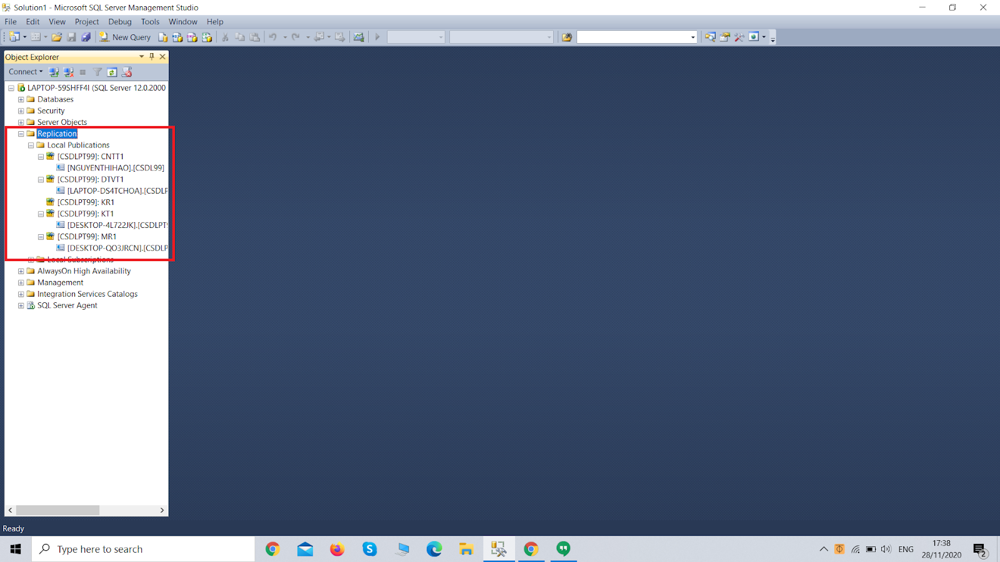 Solution1 - Microsoft SQL Server Management Studio
File Edit View Project Debug Tools Window Help
New Query
Object Explorer
Connect
LAPTOP-59SHFF4I (SQL Server 12.0.2000
Databases
Security
Server Objects
Replication
Local Publications
[CSDLPT99]: CNTT1
[NGUYENTHIHAO].[CSDL99]
[CSDLPT99]: DTVT1
[LAPTOP-DS4TCHOA].[CSDLP
[CSDLPT99]: KR1
[CSDLPT99]: KT1
[DESKTOP-4L722JK].[CSDLPT9
[CSDLPT99]: MR1
[DESKTOP-QO3JRCN].[CSDLP
Local Subscriptions
AlwaysOn High Availability
Management
Integration Services Catalogs
SQL Server Agent
Ready
Type here to search
ENG
17:38
28/11/2020
2